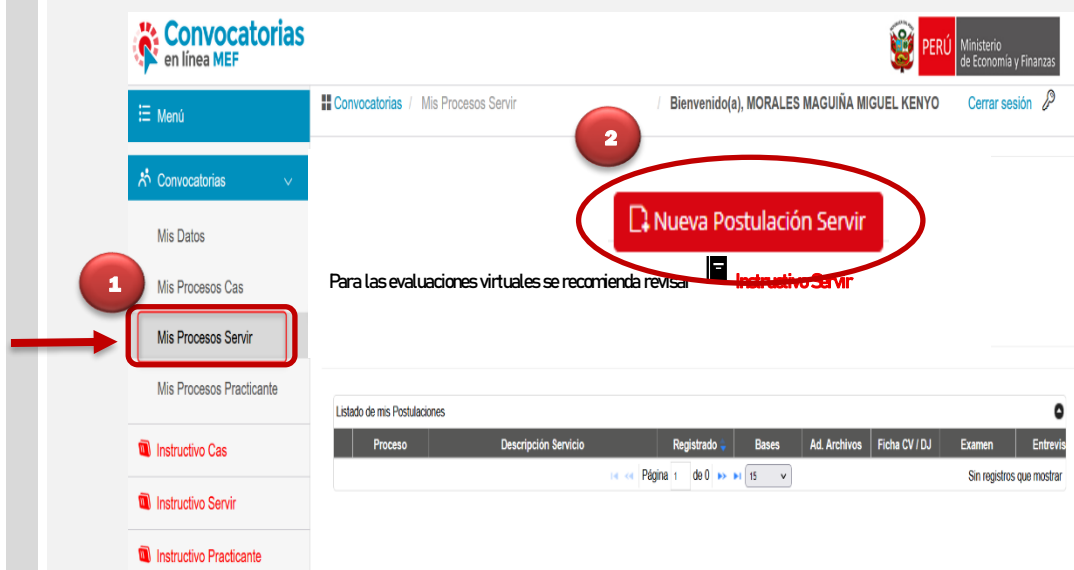 Convocatorias
en línea MEF
PERÚ
Ministerio
de Economía y Finanzas
Menú
Convocatorias / Mis Procesos Servir / Bienvenido(a), MORALES MAGUIÑA MIGUEL KENYO Cerrar sesión
2
Convocatorias
Nueva Postulación Servir
Mis Datos
1
Mis Procesos Cas
Para las evaluaciones virtuales se recomienda revisar Instructivo Servir
Mis Procesos Servir
Mis Procesos Practicante
Listado de mis Postulaciones
Proceso Descripción Servicio Registrado Bases Ad. Archivos Ficha CV / DJ Examen Entrevis
Página 1 de 0 15 Sin registros que mostrar
Instructivo Cas
Instructivo Servir
Instructivo Practicante